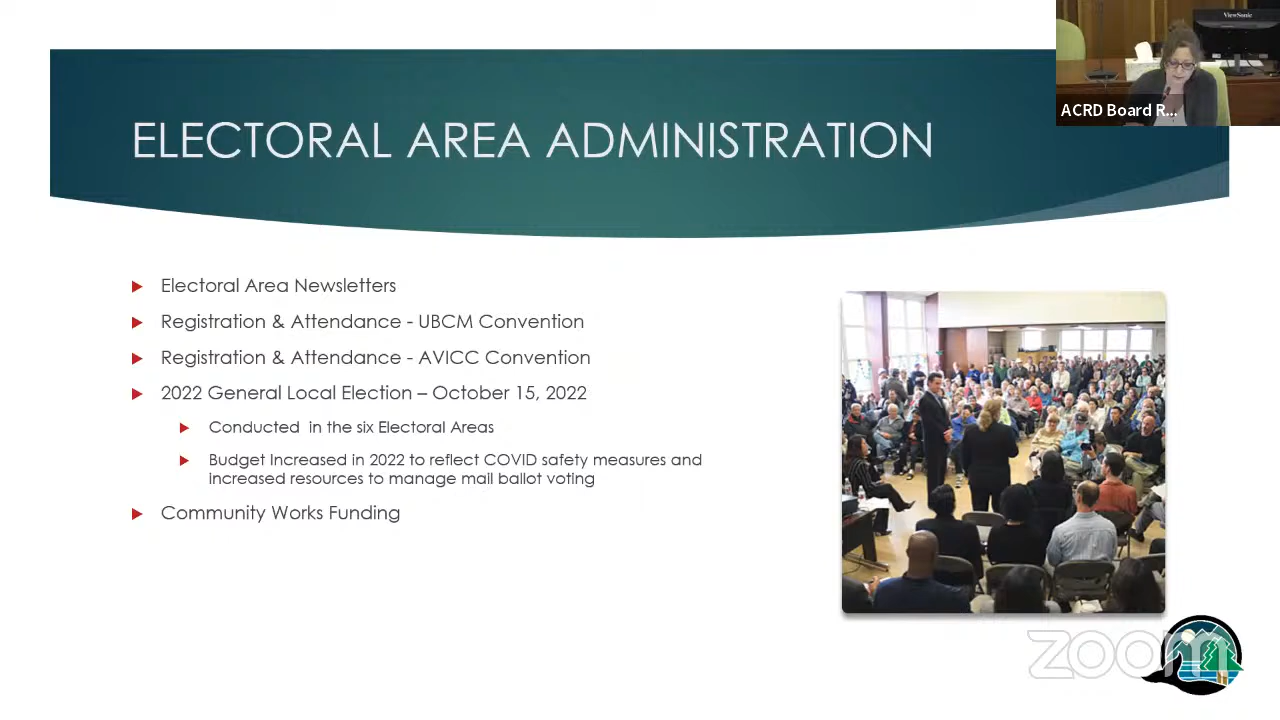 ViewSonic
ACRD Board R...
ELECTORAL AREA ADMINISTRATION
Electoral Area Newsletters
Registration & Attendance - UBCM Convention
Registration & Attendance - AVICC Convention
2022 General Local Election – October 15, 2022
Conducted  in the six Electoral Areas
Budget Increased in 2022 to reflect COVID safety measures and
increased resources to manage mail ballot voting
Community Works Funding
zoom